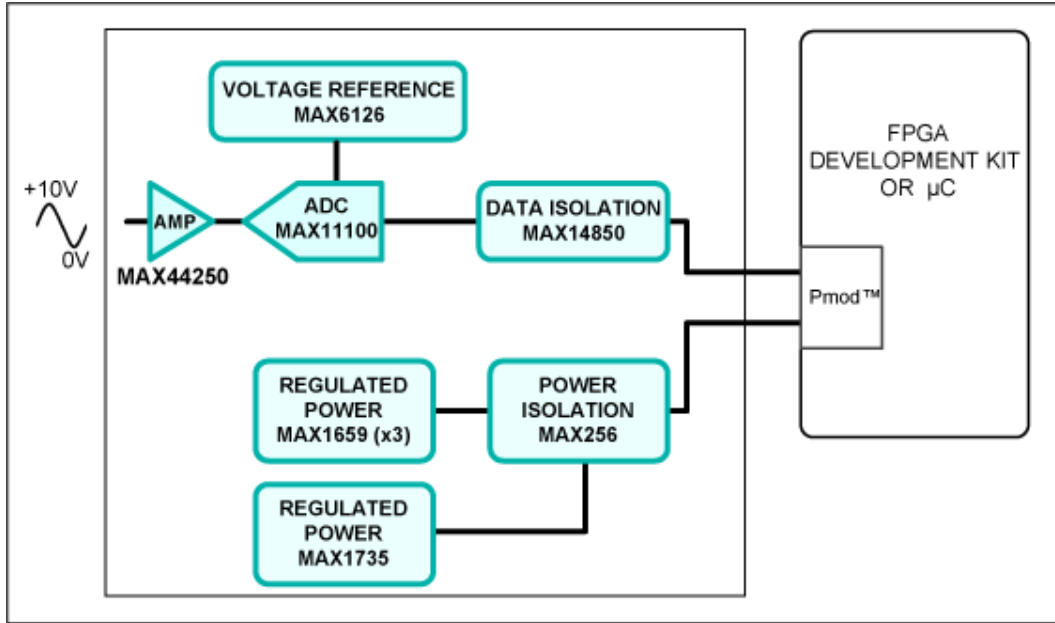 VOLTAGE REFERENCE
MAX6126
+10V
0V
AMP
MAX44250
ADC
MAX11100
DATA ISOLATION
MAX14850
FPGA
DEVELOPMENT KIT
OR µC
Pmod™
REGULATED
POWER
MAX1659 (x3)
POWER
ISOLATION
MAX256
REGULATED
POWER
MAX1735